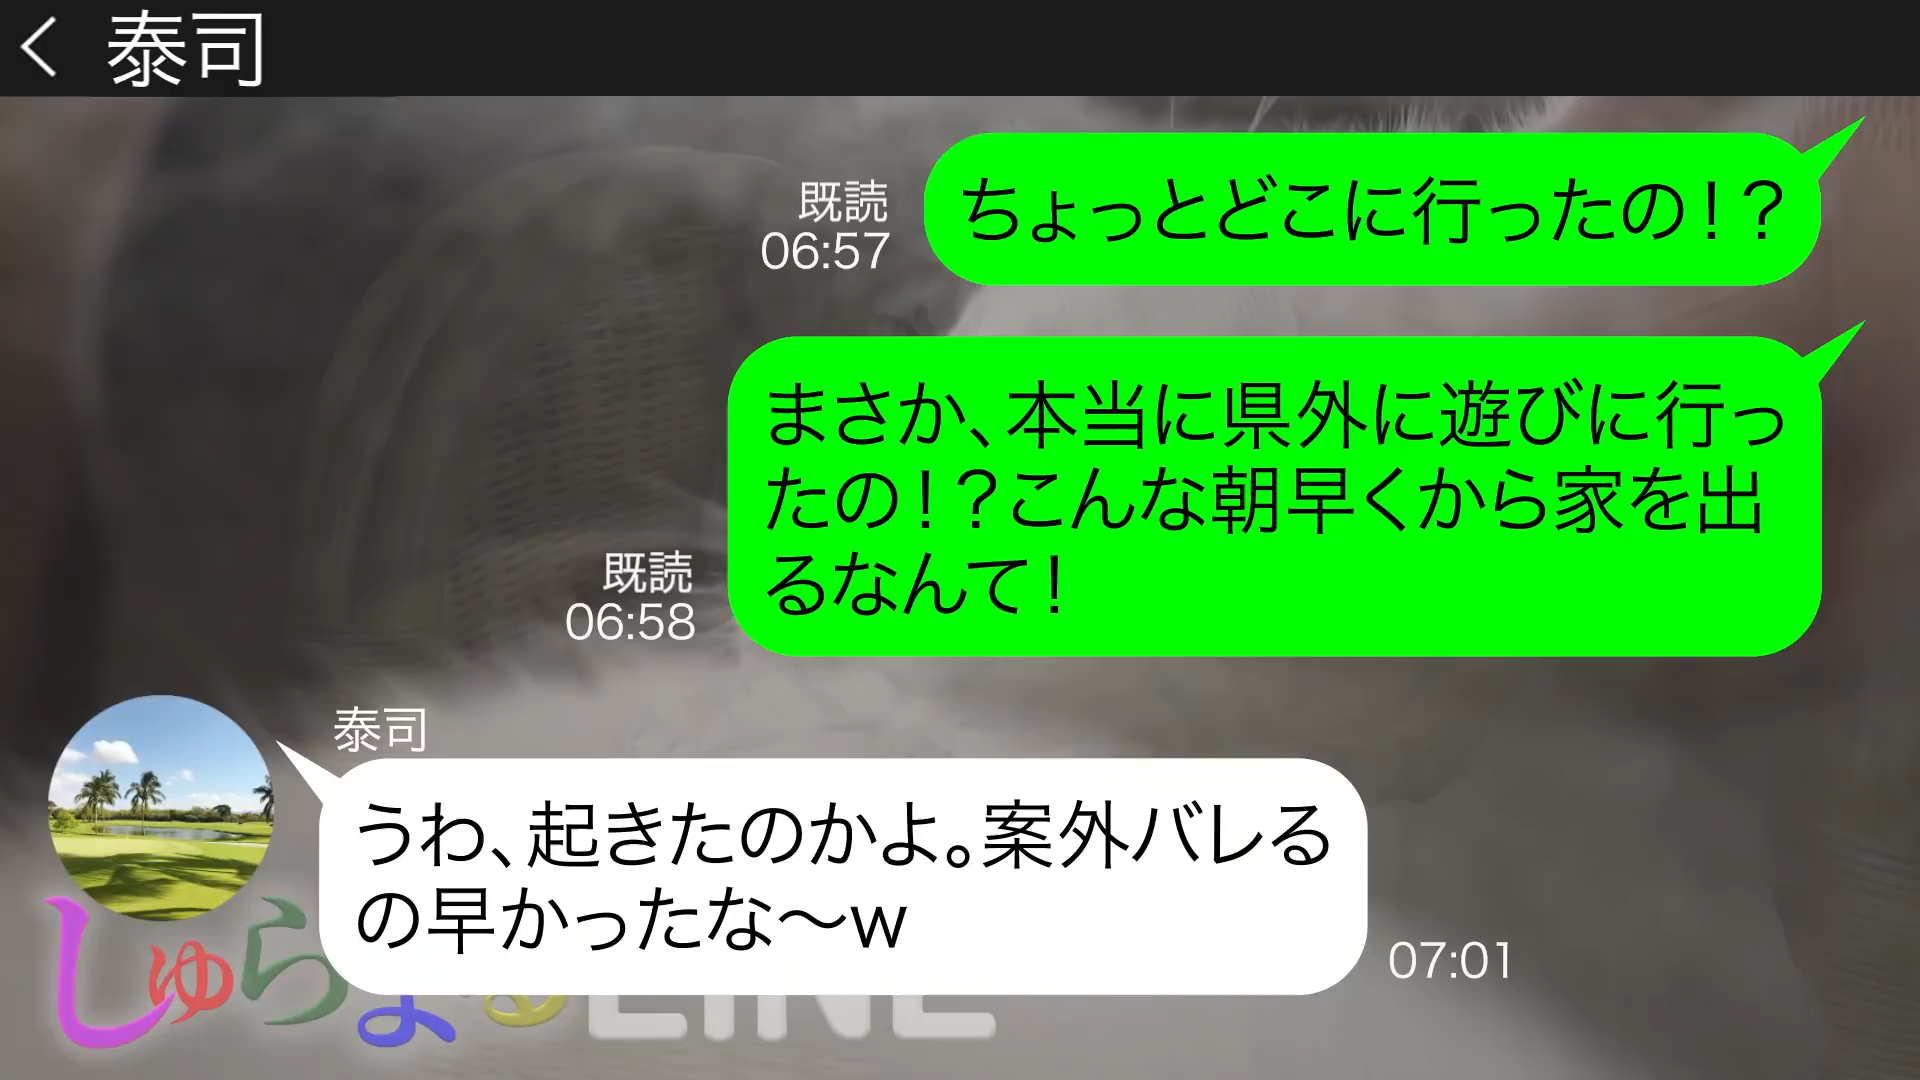 泰司
ちょっとどこに行ったの！？
既読
06:57
まさか、本当に県外に遊びに行っ
たの！？こんな朝早くから家を出
るなんて！
既読
06:58
泰司
うわ、起きたのかよ。案外バレる
の早かったな〜w
07:01
しゅら
LINE